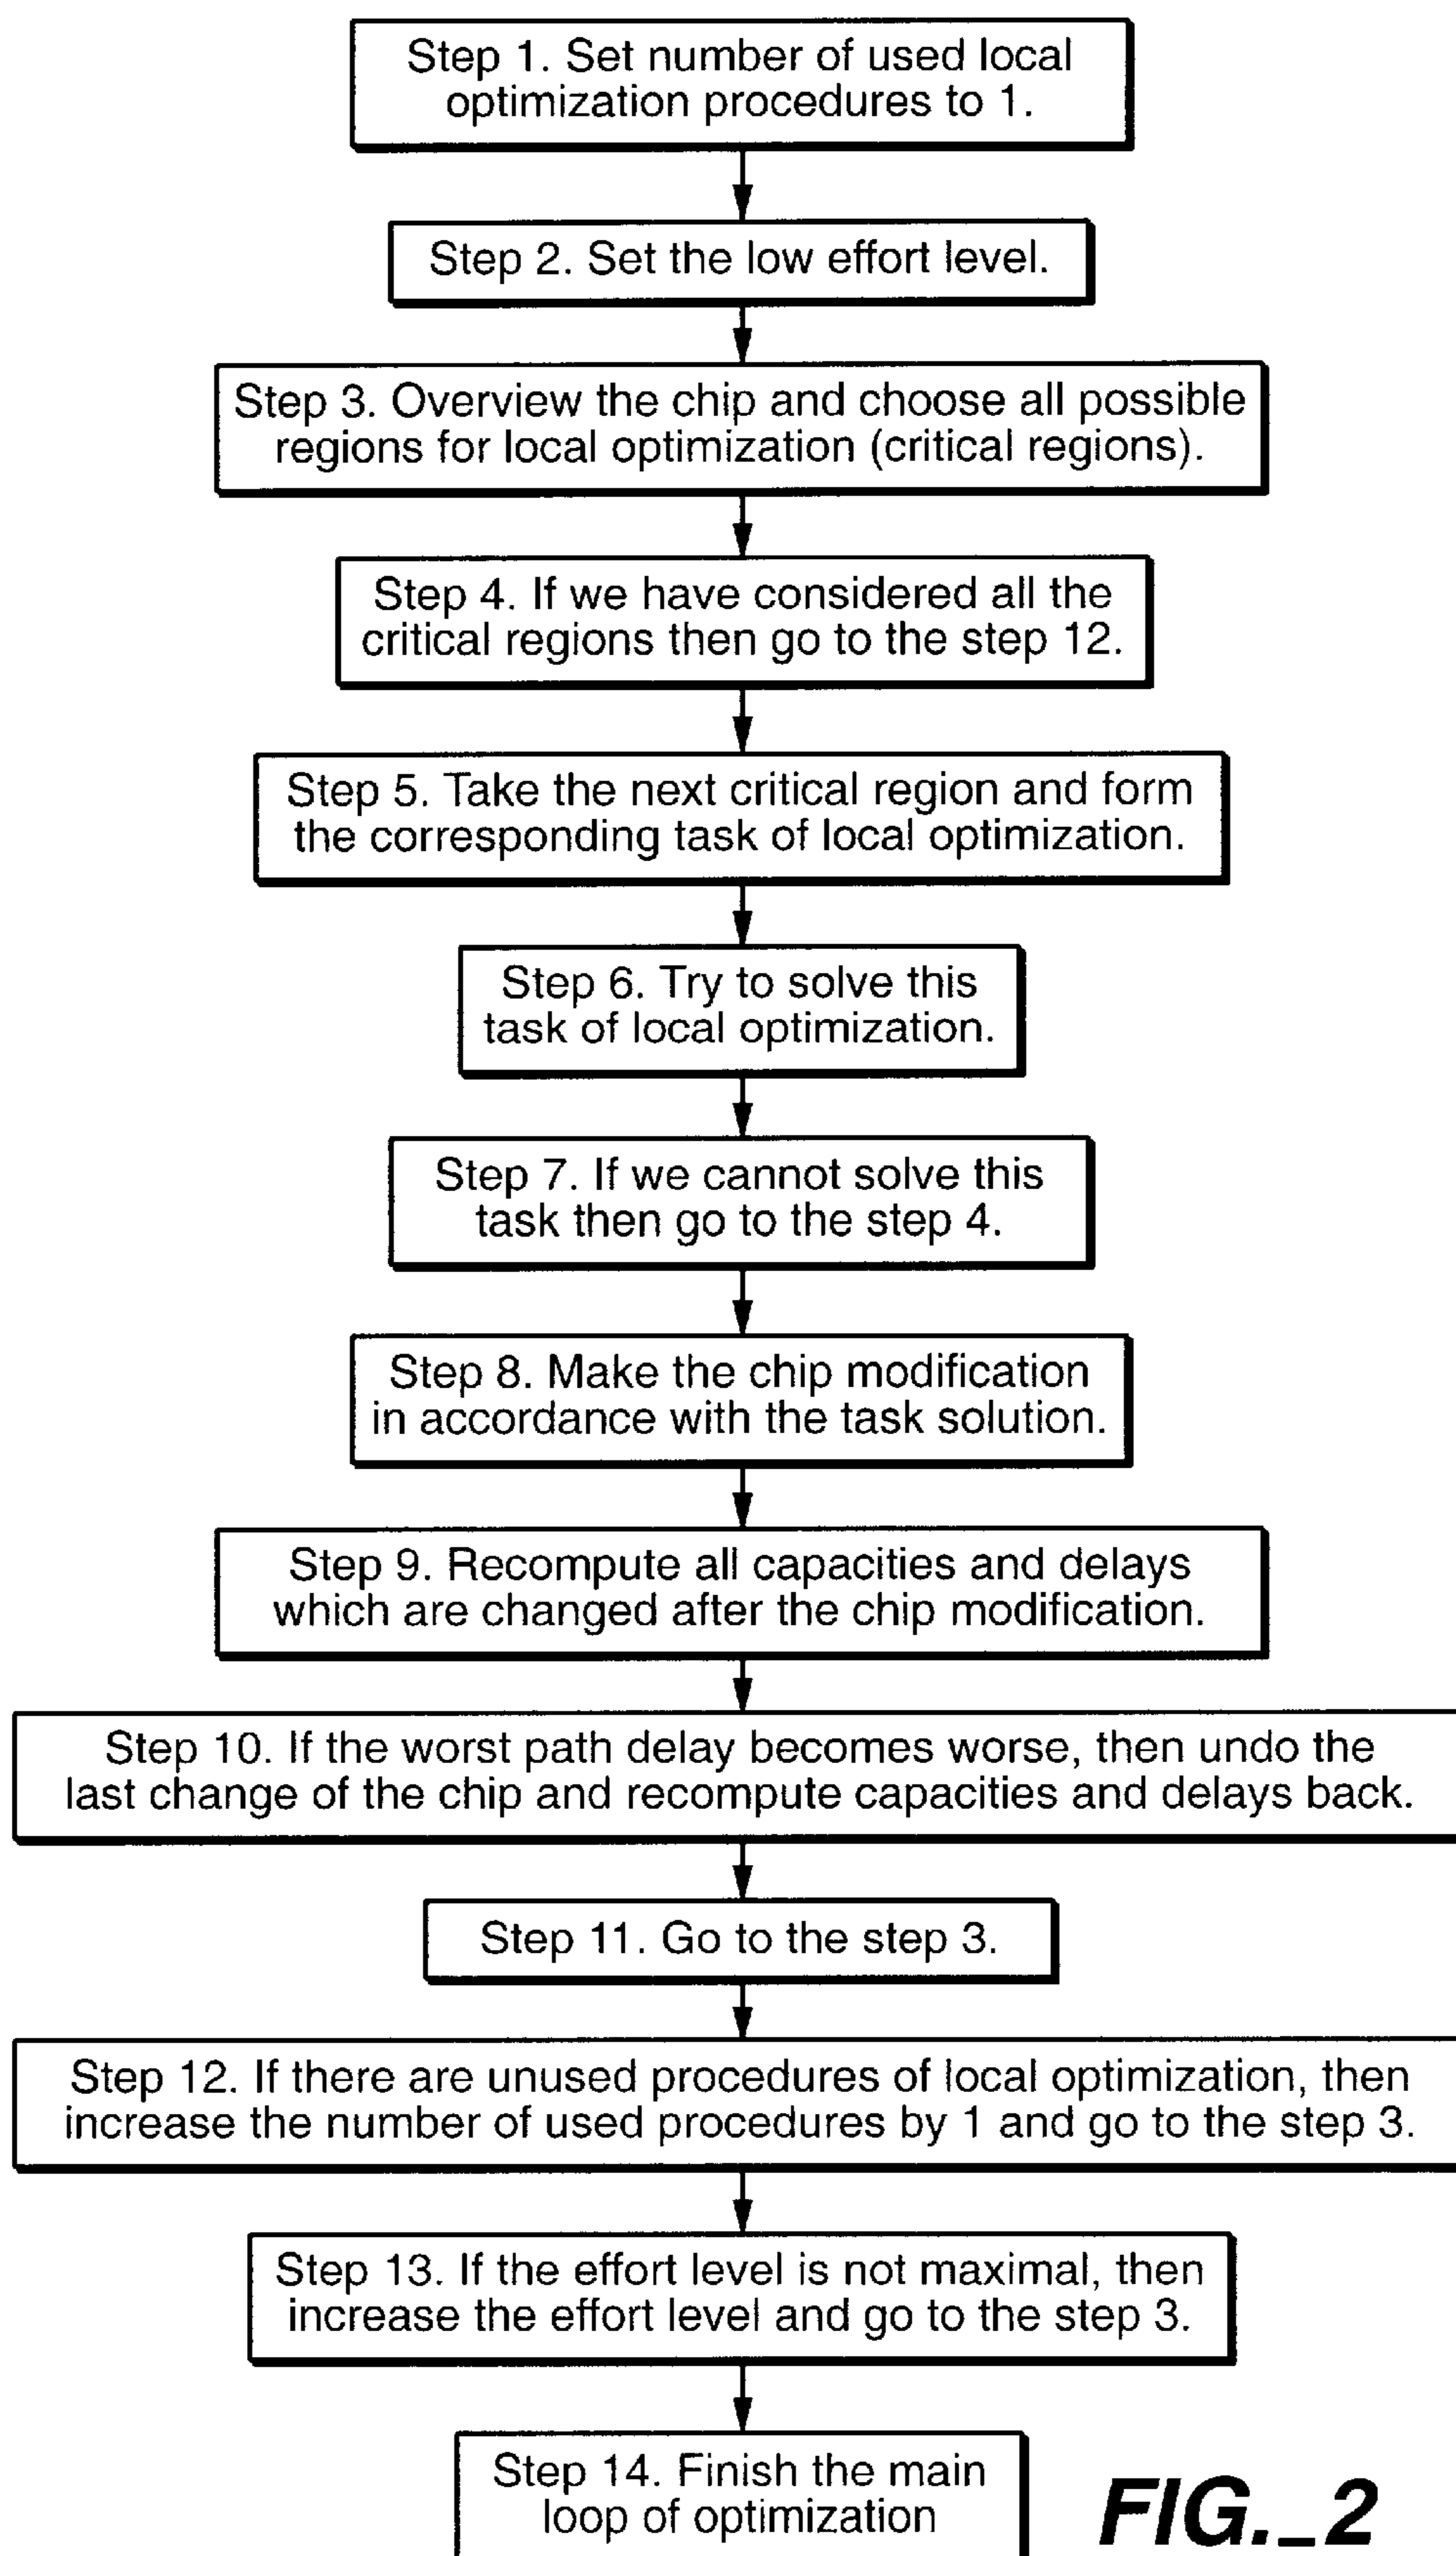 Step 1. Set number of used local
optimization procedures to 1.
Step 2. Set the low effort level.
Step 3. Overview the chip and choose all possible
regions for local optimization (critical regions).
Step 4. If we have considered all the
critical regions then go to the step 12.
Step 5. Take the next critical region and form
the corresponding task of local optimization.
Step 6. Try to solve this
task of local optimization.
Step 7. If we cannot solve this
task then go to the step 4.
Step 8. Make the chip modification
in accordance with the task solution.
Step 9. Recompute all capacities and delays
which are changed after the chip modification.
Step 10. If the worst path delay becomes worse, then undo the
last change of the chip and recompute capacities and delays back.
Step 11. Go to the step 3.
Step 12. If there are unused procedures of local optimization, then
increase the number of used procedures by 1 and go to the step 3.
Step 13. If the effort level is not maximal, then
increase the effort level and go to the step 3.
Step 14. Finish the main
loop of optimization
FIG._2